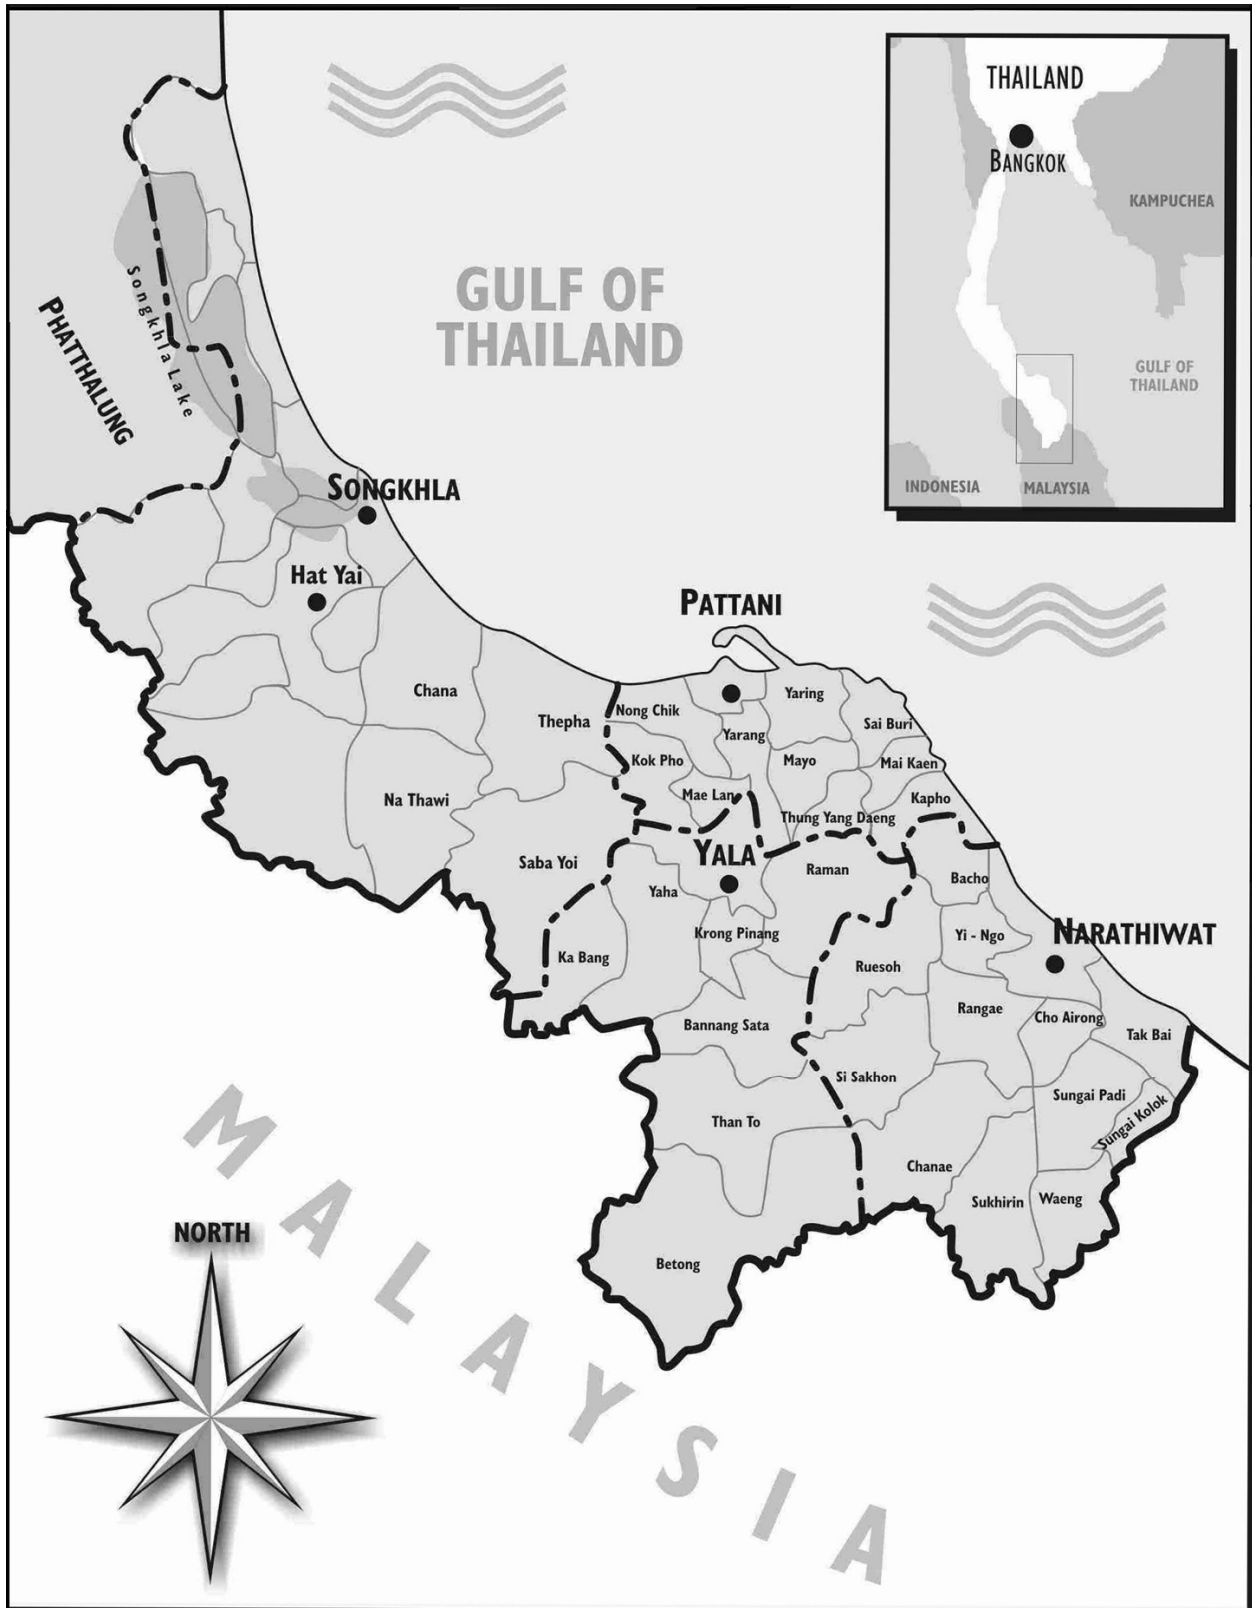 THAILAND
BANGKOK
KAMPUCHEA
GULF OF
THAILAND
INDONESIA
MALAYSIA
GULF OF
THAILAND
PHATTHALUNG
Songkhla Lake
SONGKHLA
Hat Yai
PATTANI
Chana
Thepha
Nong Chik
Yaring
Sai Buri
Yarang
Kok Pho
Mayo
Mai Kaen
Na Thawi
Mae Lan
Kapho
Thung Yang Daeng
Saba Yoi
YALA
Raman
Bacho
Yaha
Krong Pinang
Yi - Ngo
NARATHIWAT
Ka Bang
Ruesoh
Rangae
Cho Airong
Bannang Sata
Tak Bai
Si Sakhon
Sungai Padi
Sungai Kolok
Than To
Chanae
Sukhirin
Waeng
Betong
MALAYSIA
NORTH